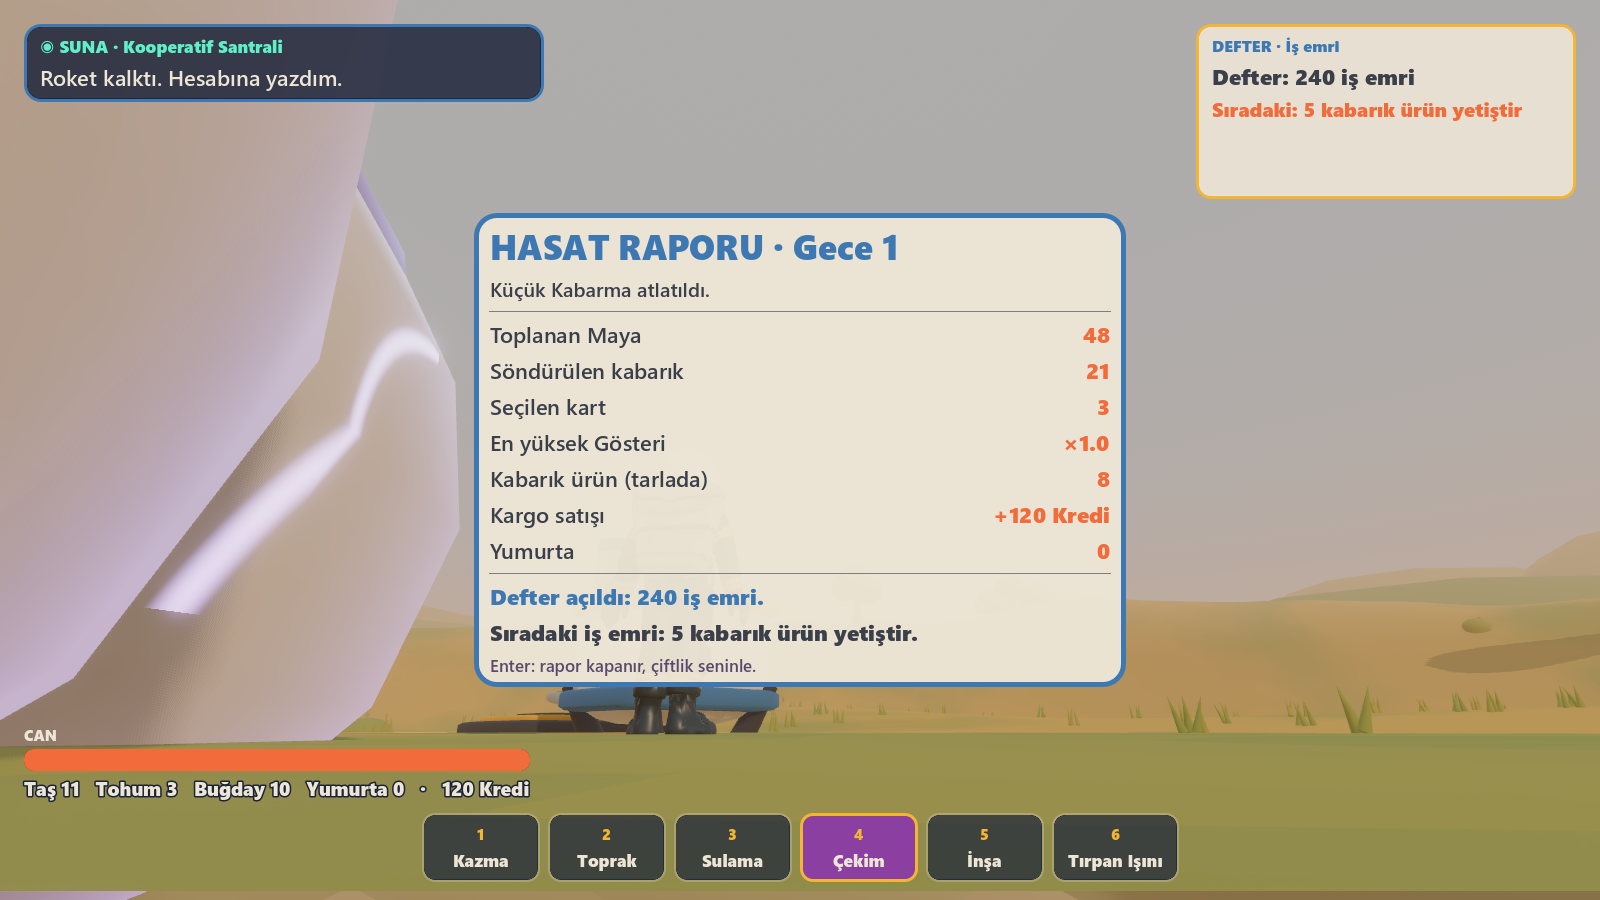 ◉ SUNA · Kooperatif Santrali
Roket kalktı. Hesabına yazdım.
DEFTER · İş emri
Defter: 240 iş emri
Sıradaki: 5 kabarık ürün yetiştir
HASAT RAPORU · Gece 1
Küçük Kabarma atlatıldı.
Toplanan Maya 48
Söndürülen kabarık 21
Seçilen kart 3
En yüksek Gösteri ×1.0
Kabarık ürün (tarlada) 8
Kargo satışı +120 Kredi
Yumurta 0
Defter açıldı: 240 iş emri.
Sıradaki iş emri: 5 kabarık ürün yetiştir.
Enter: rapor kapanır, çiftlik seninle.
CAN
Taş 11 Tohum 3 Buğday 10 Yumurta 0 · 120 Kredi
1 Kazma
2 Toprak
3 Sulama
4 Çekim
5 İnşa
6 Tırpan Işını